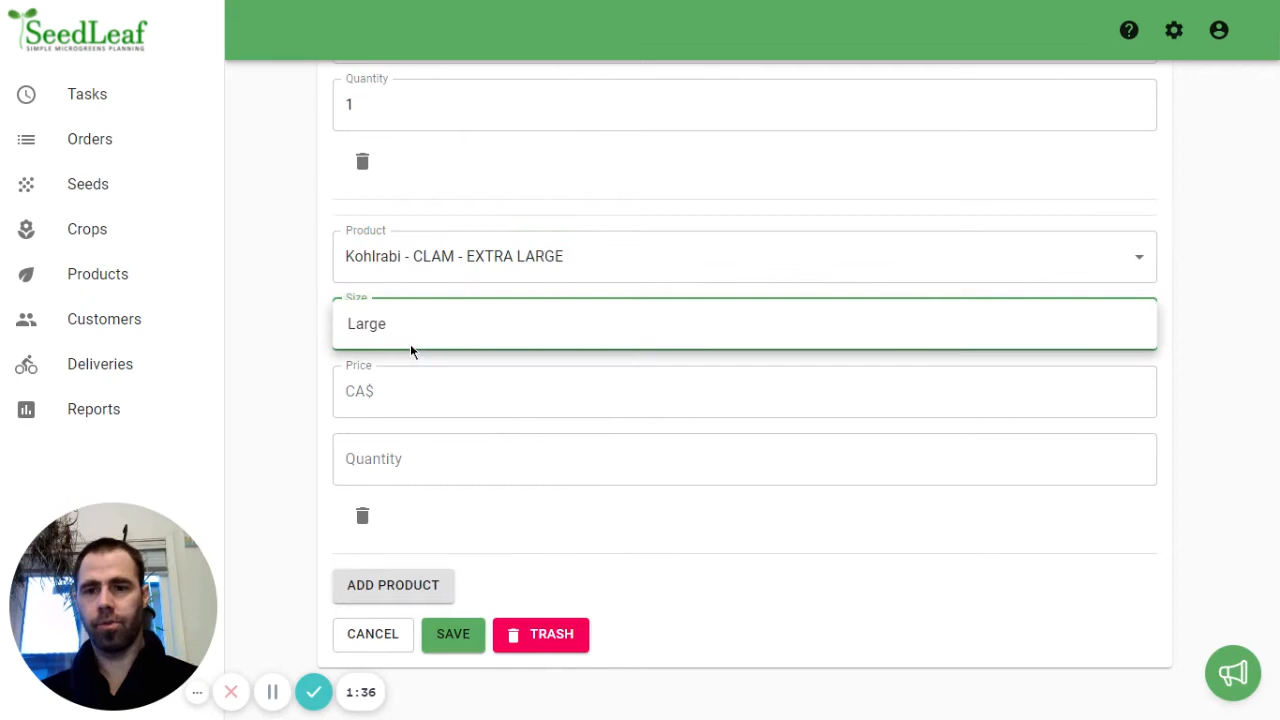 SeedLeaf
SIMPLE MICROGREENS PLANNING
Tasks
Orders
Seeds
Crops
Products
Customers
Deliveries
Reports
Quantity
1
Product
Kohlrabi - CLAM - EXTRA LARGE
Size
Large
Price
CA$
Quantity
ADD PRODUCT
CANCEL
SAVE
TRASH
1:36